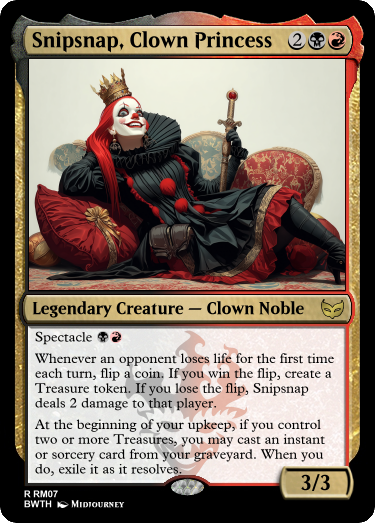 Snipsnap, Clown Princess 2
Legendary Creature — Clown Noble
Spectacle
Whenever an opponent loses life for the first time
each turn, flip a coin. If you win the flip, create a
Treasure token. If you lose the flip, Snipsnap
deals 2 damage to that player.
At the beginning of your upkeep, if you control
two or more Treasures, you may cast an instant
or sorcery card from your graveyard. When you
do, exile it as it resolves.
3/3
R RM07
BWTH MIDJOURNEY